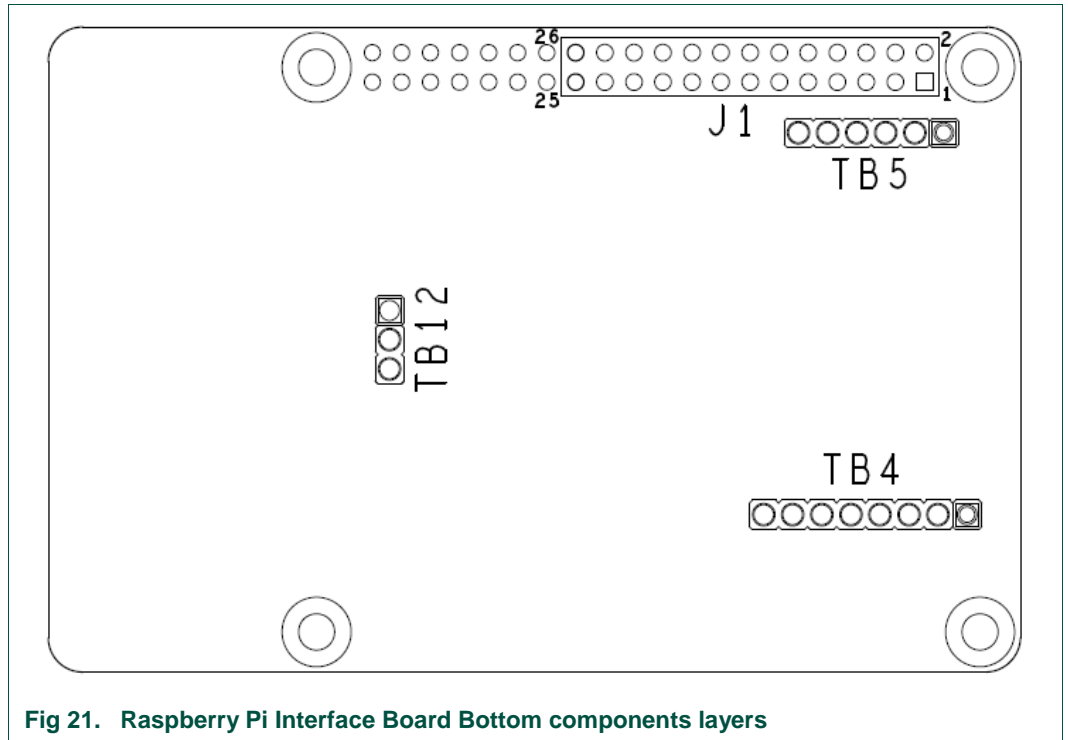 26
2
25
1
J1
TB5
TB12
TB4
Fig 21. Raspberry Pi Interface Board Bottom components layers